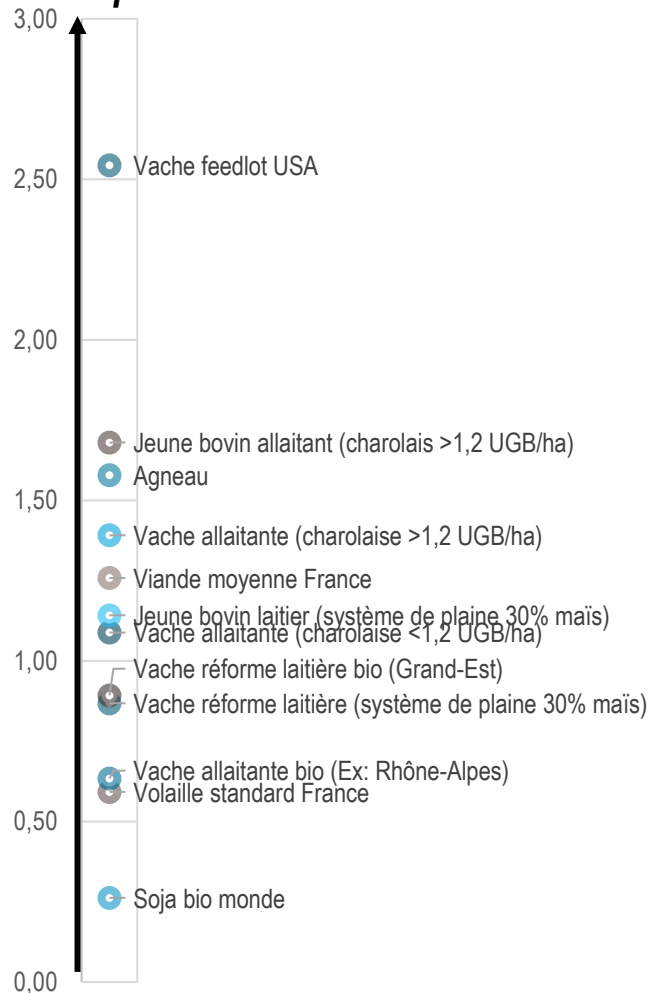 3,00
Vache feedlot USA
2,50
2,00
Jeune bovin allaitant (charolais >1,2 UGB/ha)
Agneau
1,50
Vache allaitante (charolaise >1,2 UGB/ha)
Viande moyenne France
Jeune bovin laitier (système de plaine 30% maïs)
Vache allaitante (charolaise <1,2 UGB/ha)
1,00
Vache réforme laitière bio (Grand-Est)
Vache réforme laitière (système de plaine 30% maïs)
Vache allaitante bio (Ex: Rhône-Alpes)
Volaille standard France
0,50
Soja bio monde
0,00